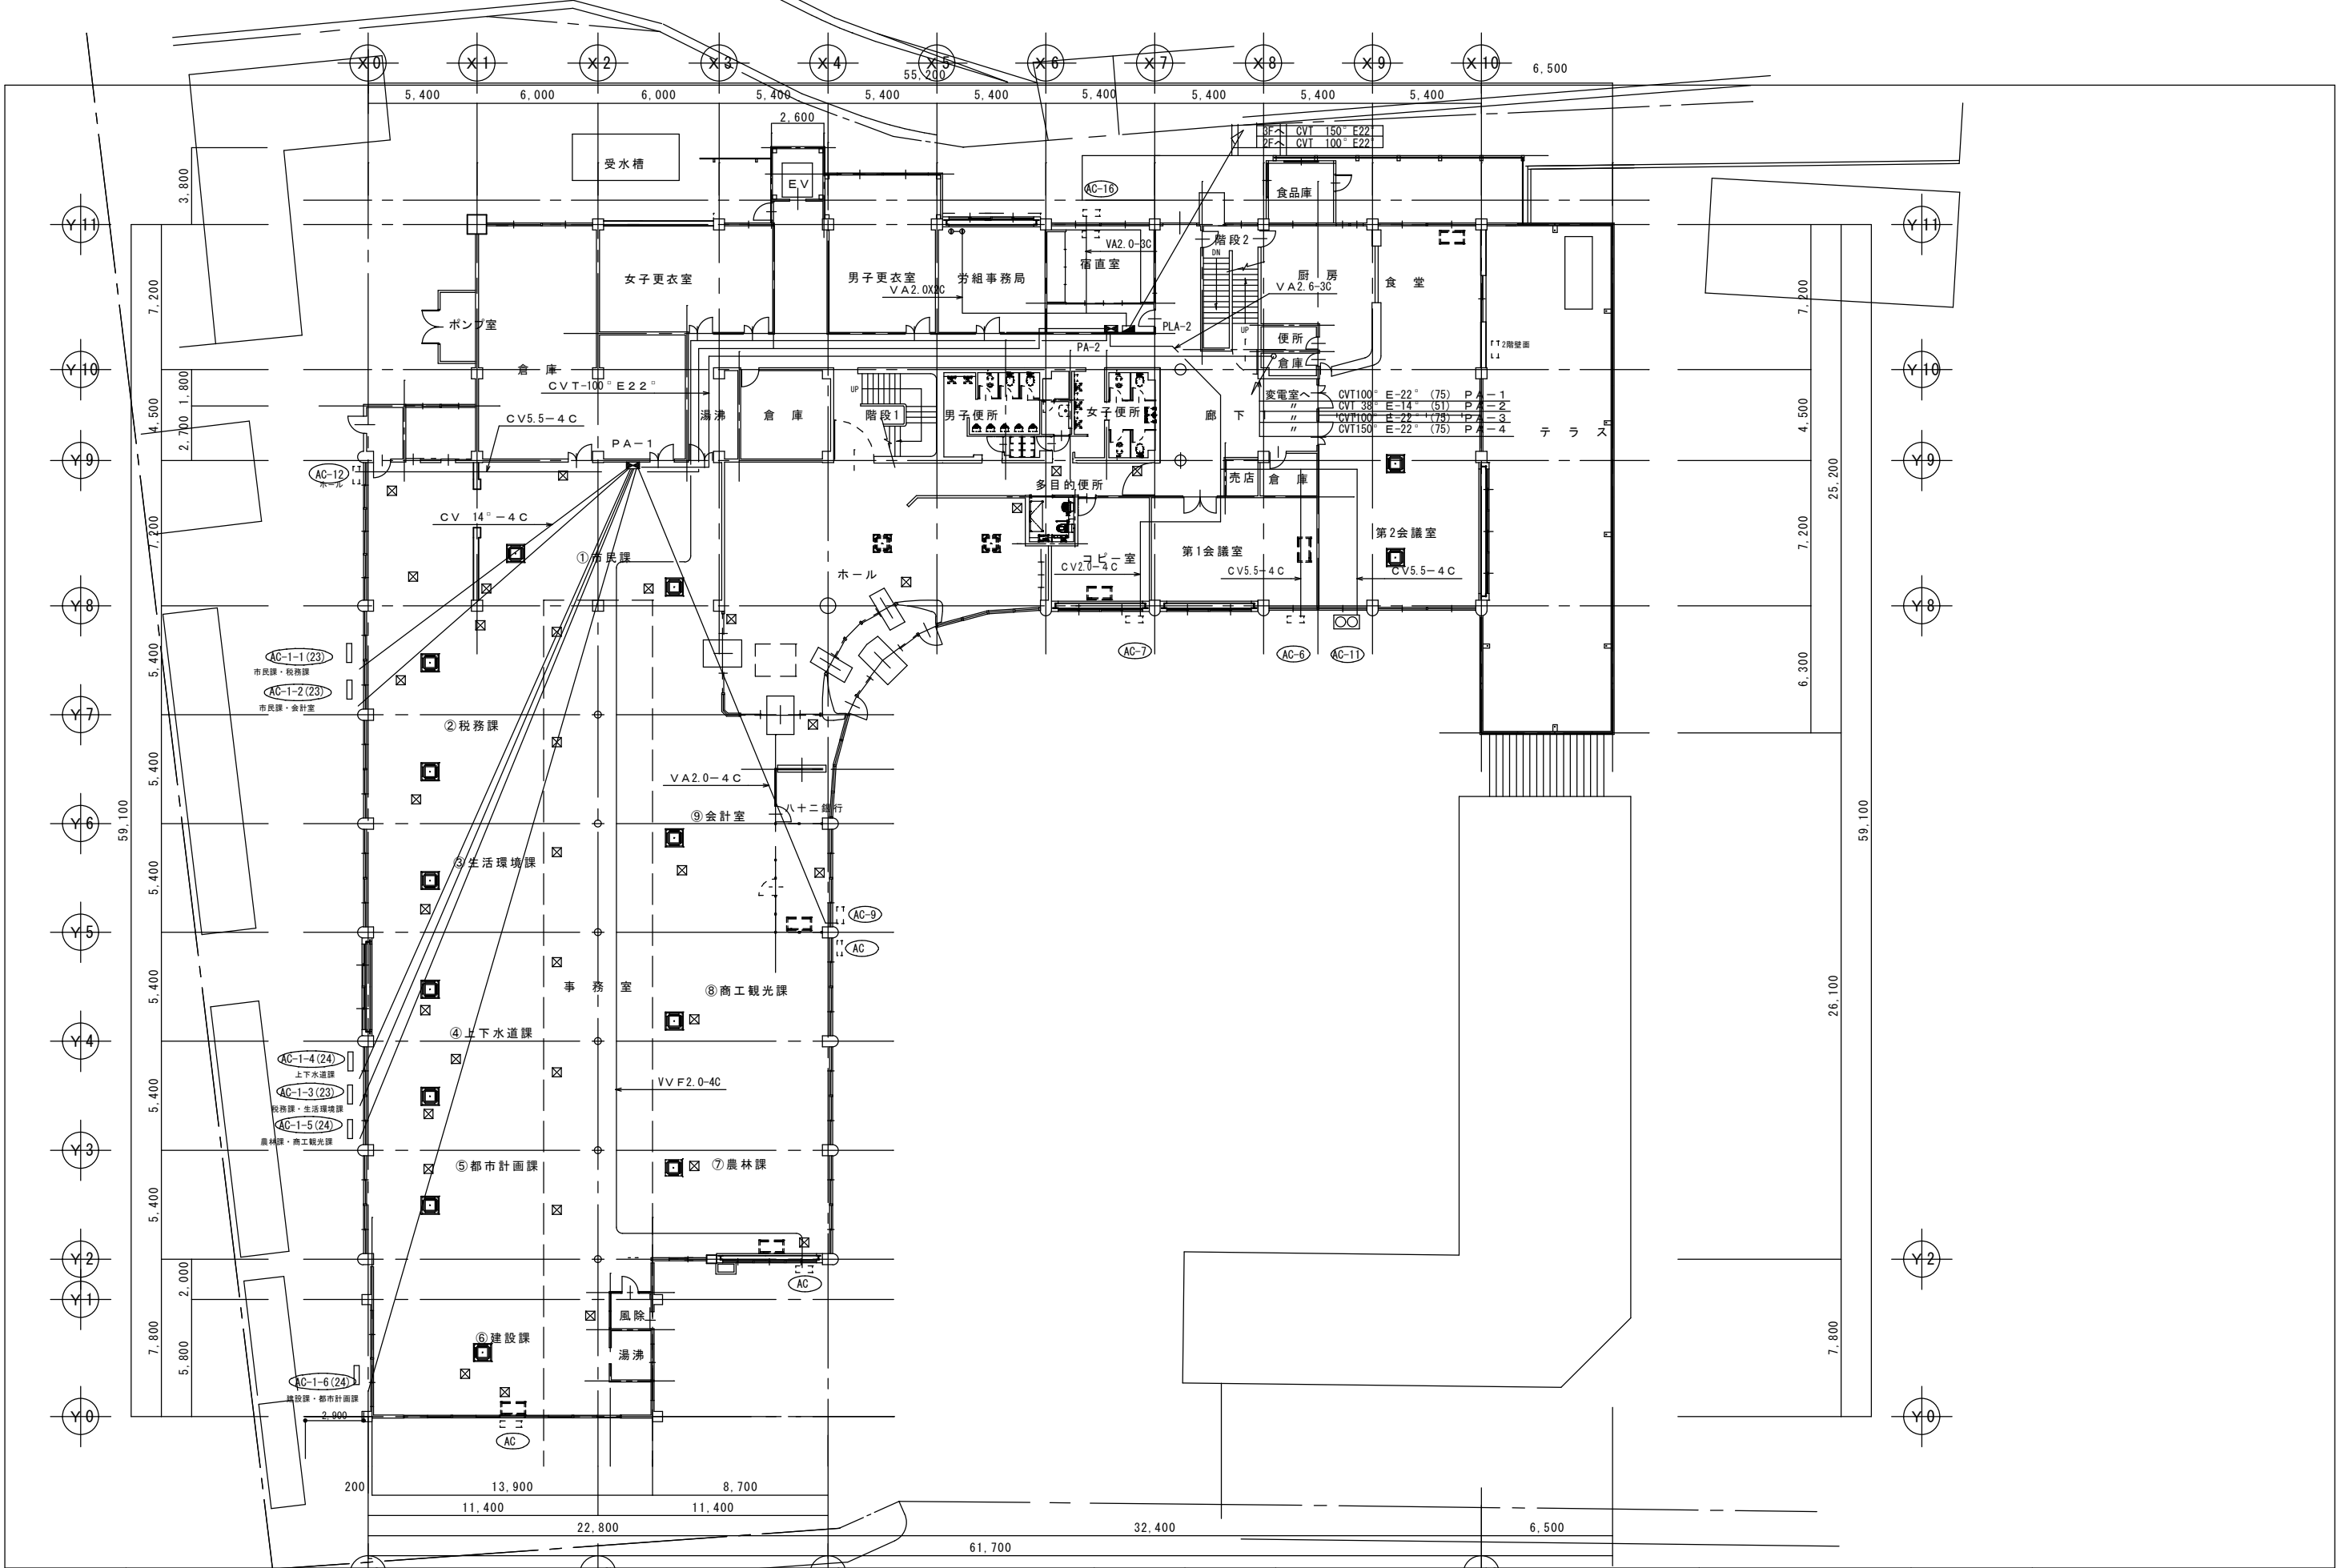 X0 X1 X2 X3 X4 X5 X6 X7 X8 X9 X10
55,200
6,500
5,400 6,000 6,000 5,400 5,400 5,400 5,400 5,400 5,400 5,400
2,600
3Fへ CVT 150° E22°
2Fへ CVT 100° E22°
受水槽
EV
AC-16
食品庫
3,800
Y11
Y11
階段2
DN
VA2.0-3C
宿直室
女子更衣室
男子更衣室
労組事務局
厨房
食堂
VA2.0X2C
VA2.6-3C
7,200
7,200
ポンプ室
PLA-2
UP
便所
PA-2
2階壁画
倉庫
Y10
倉庫
Y10
CVT-100° E22°
UP
1,800
4,500
2,700
変電室へ CVT100° E-22° (75) PA-1
〃 CVT 38° E-14° (51) PA-2
〃 CVT100° E-22° (75) PA-3
〃 CVT150° E-22° (75) PA-4
湯沸
倉庫
階段1
男子便所
女子便所
廊下
4,500
CV5.5-4C
テラス
PA-1
Y9
Y9
AC-12
ホール
売店
倉庫
多目的便所
25,200
CV 14°-4C
7,200
①市民課
ホール
コピー室
第1会議室
第2会議室
7,200
CV2.0-4C
CV5.5-4C
CV5.5-4C
Y8
Y8
AC-7
AC-6
AC-11
5,400
AC-1-1(23)
市民課・税務課
6,300
AC-1-2(23)
市民課・会計室
Y7
②税務課
5,400
VA2.0-4C
八十二銀行
59,100
59,100
⑨会計室
Y6
③生活環境課
5,400
AC-9
Y5
AC
5,400
事務室
⑧商工観光課
26,100
④上下水道課
Y4
AC-1-4(24)
上下水道課
VVF2.0-4C
AC-1-3(23)
税務課・生活環境課
5,400
AC-1-5(24)
農林課・商工観光課
Y3
⑤都市計画課
⑦農林課
5,400
Y2
Y2
AC
2,000
Y1
風除
⑥建設課
7,800
5,800
湯沸
7,800
AC-1-6(24)
建設課・都市計画課
2,900
Y0
Y0
AC
200
13,900
8,700
11,400
11,400
22,800
32,400
6,500
61,700